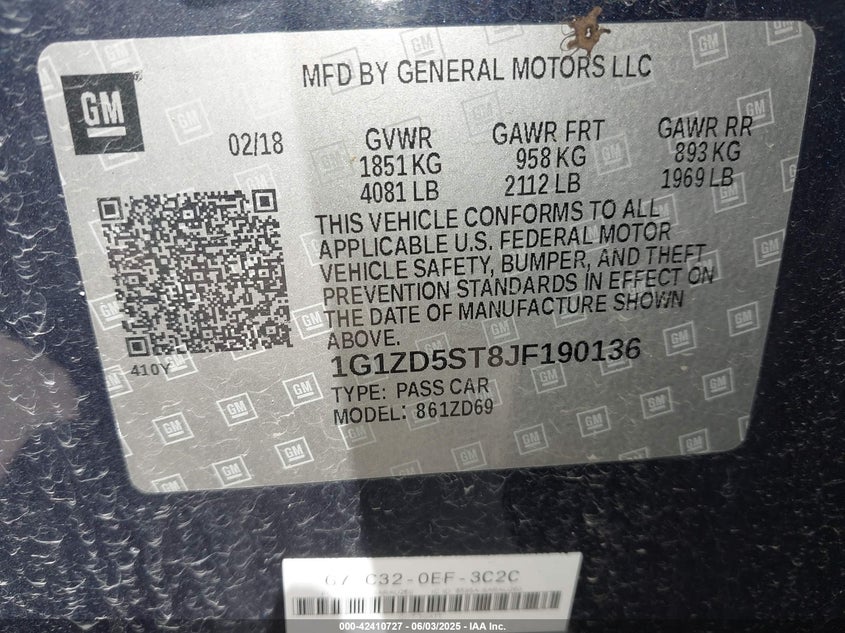 MFD BY GENERAL MOTORS LLC
GM
02/18
GVWR GAWR FRT GAWR RR
1851 KG 958 KG 893 KG
4081 LB 2112 LB 1969 LB
THIS VEHICLE CONFORMS TO ALL
APPLICABLE U.S. FEDERAL MOTOR
VEHICLE SAFETY, BUMPER, AND THEFT
PREVENTION STANDARDS IN EFFECT ON
THE DATE OF MANUFACTURE SHOWN
ABOVE.
410Y
1G1ZD5ST8JF190136
TYPE: PASS CAR
MODEL: 861ZD69
C32-0EF-3C2C
000-42410727 - 06/03/2025 - IAA Inc.